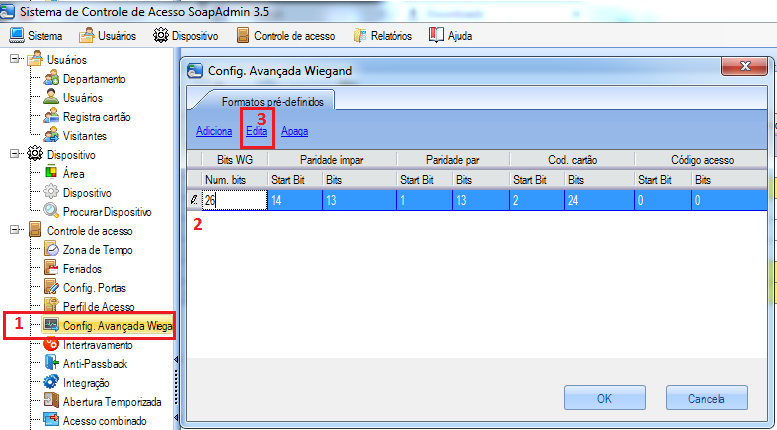 Sistema de Controle de Acesso SoapAdmin 3.5
Sistema Usuários Dispositivo Controle de acesso Relatórios Ajuda
Usuários
Departamento
Usuários
Registra cartão
Visitantes
Dispositivo
Área
Dispositivo
Procurar Dispositivo
Controle de acesso
Zona de Tempo
Feriados
Config. Portas
Perfil de Acesso
1 Config. Avançada Wiega
Intertravamento
Anti-Passback
Integração
Abertura Temporizada
Acesso combinado
Config. Avançada Wiegand
Formatos pré-definidos
3
Adiciona Edita Apaga
Bits WG Paridade ímpar Paridade par Cod. cartão Código acesso
Num. bits Start Bit Bits Start Bit Bits Start Bit Bits Start Bit Bits
26 14 13 1 13 2 24 0 0
2
OK Cancela